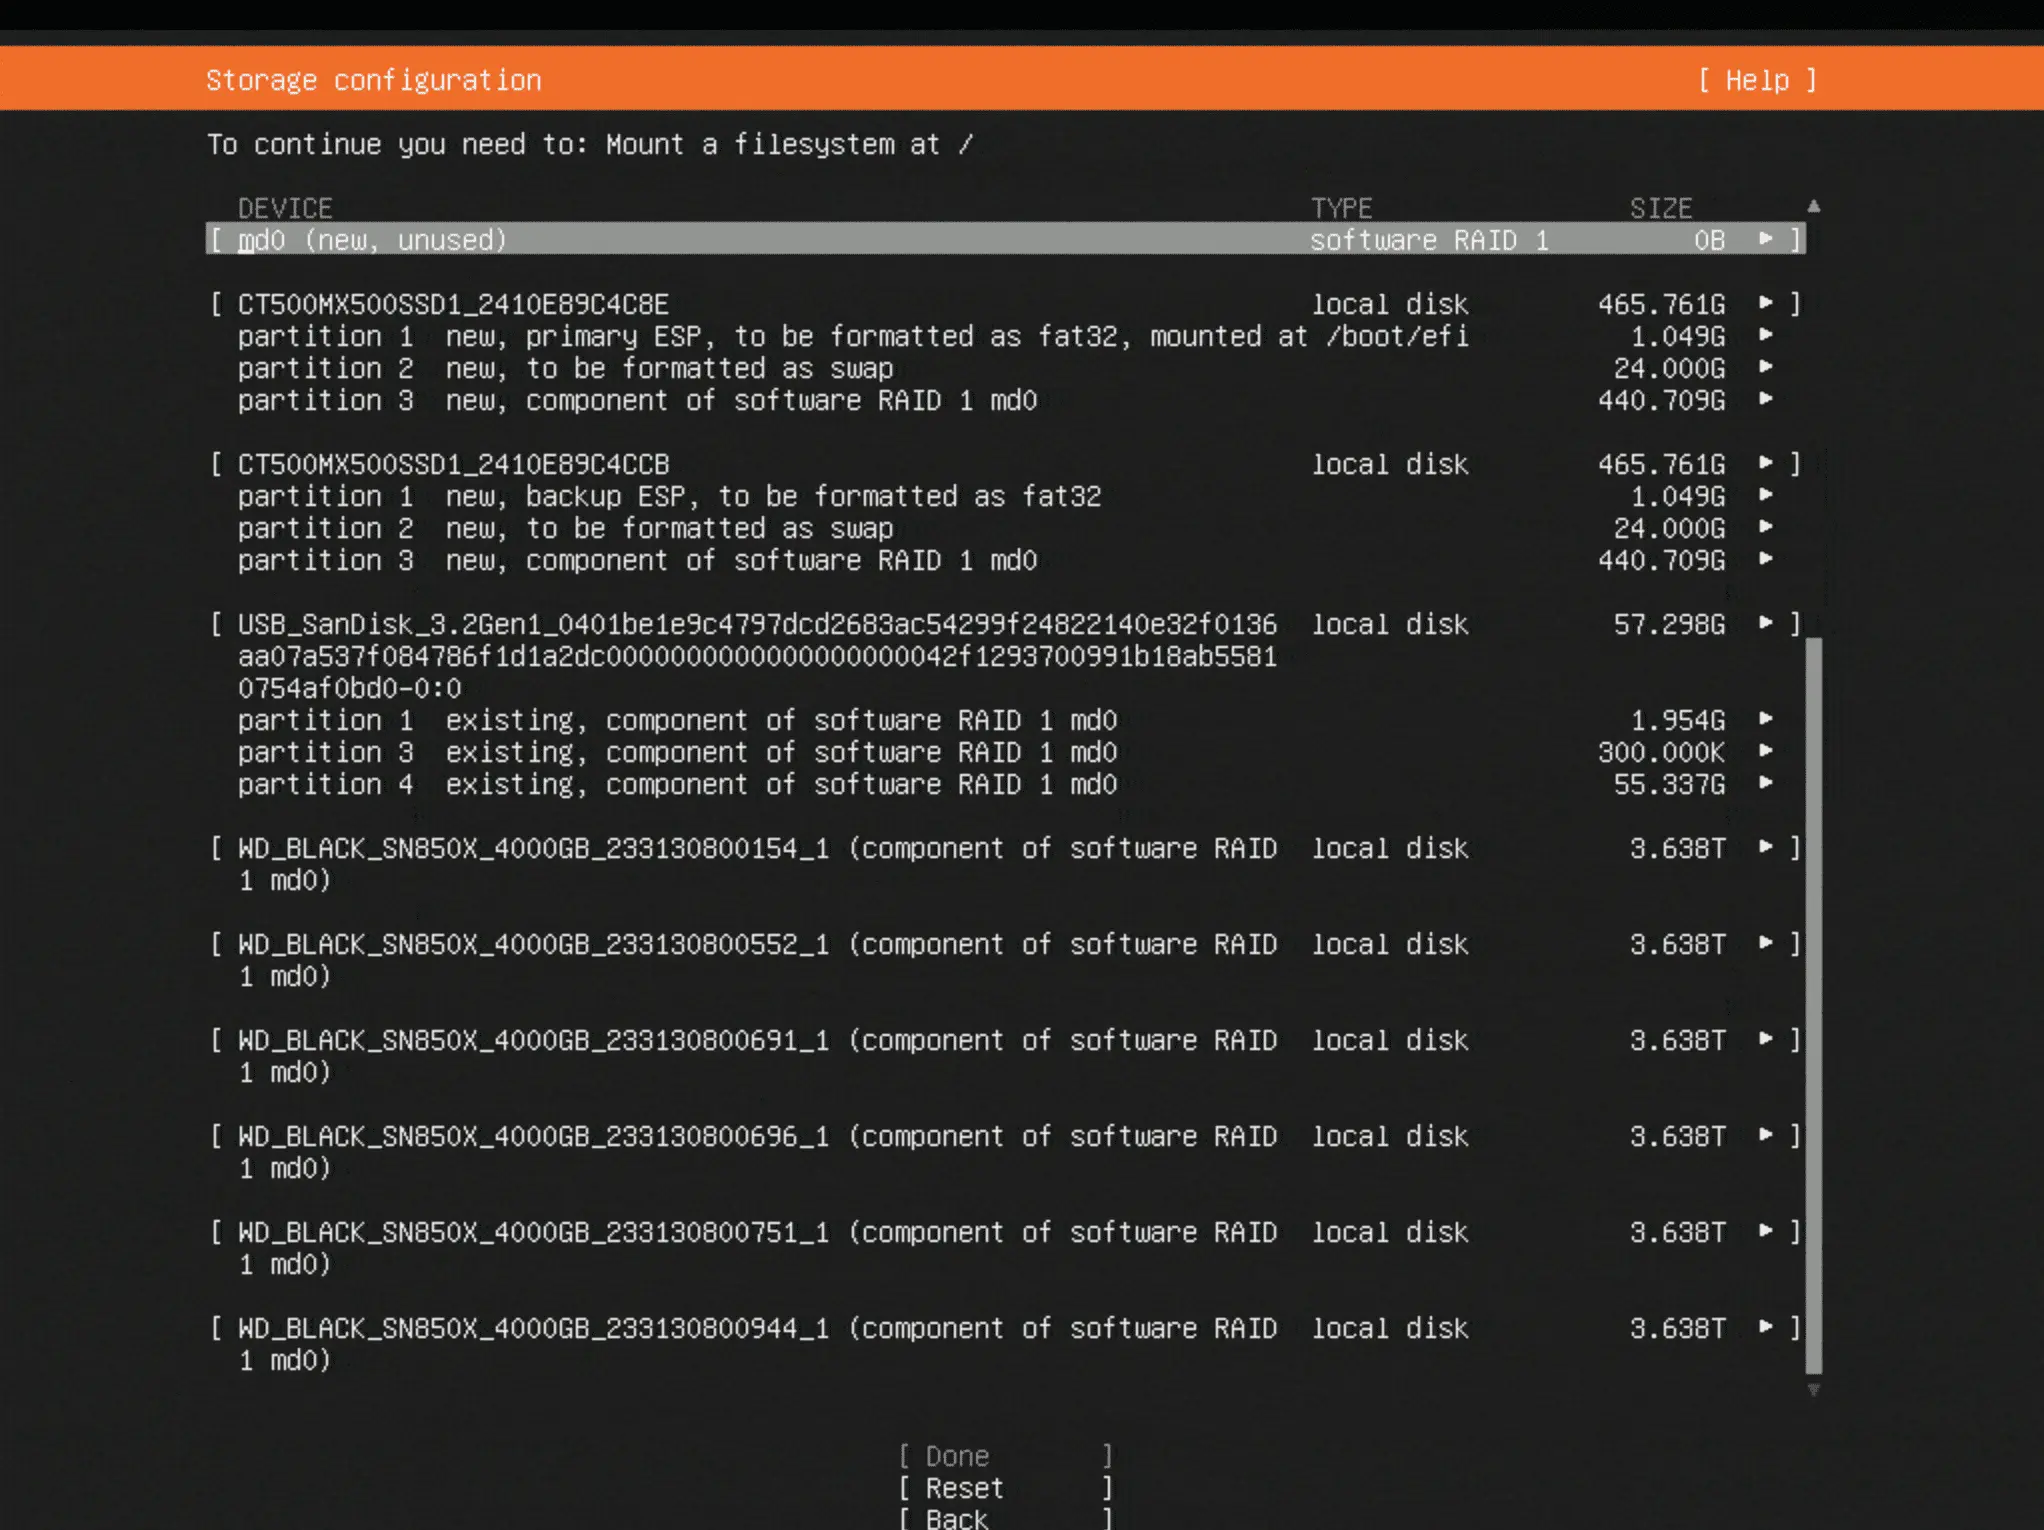 Storage configuration [ Help ]
To continue you need to: Mount a filesystem at /
DEVICE TYPE SIZE ▲
[ md0 (new, unused) software RAID 1 0B ▶ ]
[ CT500MX500SSD1_2410E89C4C8E local disk 465.761G ▶ ]
partition 1 new, primary ESP, to be formatted as fat32, mounted at /boot/efi 1.049G ▶
partition 2 new, to be formatted as swap 24.000G ▶
partition 3 new, component of software RAID 1 md0 440.709G ▶
[ CT500MX500SSD1_2410E89C4CCB local disk 465.761G ▶ ]
partition 1 new, backup ESP, to be formatted as fat32 1.049G ▶
partition 2 new, to be formatted as swap 24.000G ▶
partition 3 new, component of software RAID 1 md0 440.709G ▶
[ USB_SanDisk_3.2Gen1_0401be1e9c4797dcd2683ac54299f24822140e32f0136 local disk 57.298G ▶ ]
aa07a537f084786f1d1a2dc00000000000000000000042f1293700991b18ab5581
0754af0bd0-0:0
partition 1 existing, component of software RAID 1 md0 1.954G ▶
partition 3 existing, component of software RAID 1 md0 300.000K ▶
partition 4 existing, component of software RAID 1 md0 55.337G ▶
[ WD_BLACK_SN850X_4000GB_233130800154_1 (component of software RAID local disk 3.638T ▶ ]
1 md0)
[ WD_BLACK_SN850X_4000GB_233130800552_1 (component of software RAID local disk 3.638T ▶ ]
1 md0)
[ WD_BLACK_SN850X_4000GB_233130800691_1 (component of software RAID local disk 3.638T ▶ ]
1 md0)
[ WD_BLACK_SN850X_4000GB_233130800696_1 (component of software RAID local disk 3.638T ▶ ]
1 md0)
[ WD_BLACK_SN850X_4000GB_233130800751_1 (component of software RAID local disk 3.638T ▶ ]
1 md0)
[ WD_BLACK_SN850X_4000GB_233130800944_1 (component of software RAID local disk 3.638T ▶ ]
1 md0)
▼
[ Done ]
[ Reset ]
[ Back ]